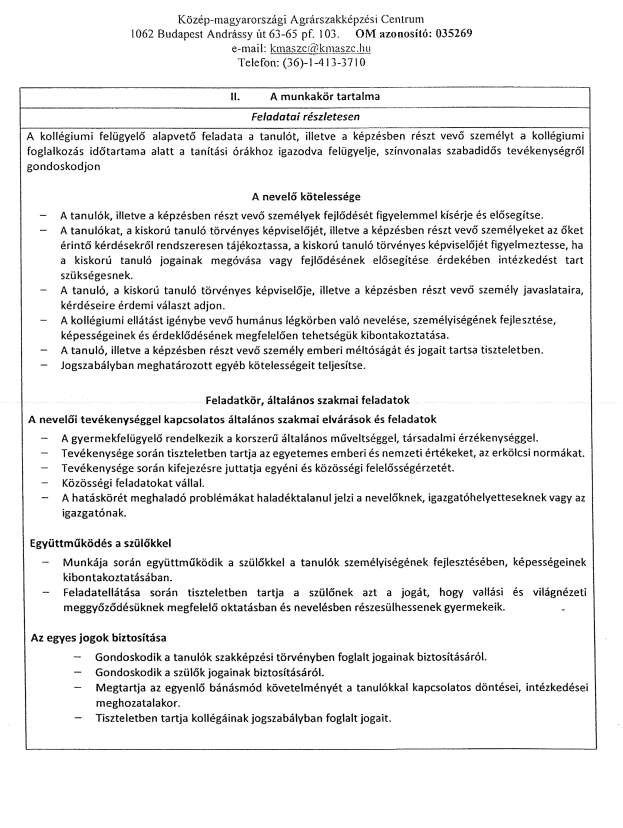 Közép-magyarországi Agrárszakképzési Centrum
1062 Budapest Andrássy út 63-65 pf. 103. OM azonosító: 035269
e-mail: kmaszc@kmaszc.hu
Telefon: (36)-1-413-3710
II. A munkakör tartalma
Feladatai részletesen
A kollégiumi felügyelő alapvető feladata a tanulót, illetve a képzésben részt vevő személyt a kollégiumi
foglalkozás időtartama alatt a tanítási órákhoz igazodva felügyelje, színvonalas szabadidős tevékenységről
gondoskodjon
A nevelő kötelessége
– A tanulók, illetve a képzésben részt vevő személyek fejlődését figyelemmel kísérje és elősegítse.
– A tanulókat, a kiskorú tanuló törvényes képviselőjét, illetve a képzésben részt vevő személyeket az őket
érintő kérdésekről rendszeresen tájékoztassa, a kiskorú tanuló törvényes képviselőjét figyelmeztesse, ha
a kiskorú tanuló jogainak megóvása vagy fejlődésének elősegítése érdekében intézkedést tart
szükségesnek.
– A tanuló, a kiskorú tanuló törvényes képviselője, illetve a képzésben részt vevő személy javaslataira,
kérdéseire érdemi választ adjon.
– A kollégiumi ellátást igénybe vevő humánus légkörben való nevelése, személyiségének fejlesztése,
képességeinek és érdeklődésének megfelelően tehetségük kibontakoztatása.
– A tanuló, illetve a képzésben részt vevő személy emberi méltóságát és jogait tartsa tiszteletben.
– Jogszabályban meghatározott egyéb kötelességeit teljesítse.
Feladatkör, általános szakmai feladatok
A nevelői tevékenységgel kapcsolatos általános szakmai elvárások és feladatok
– A gyermekfelügyelő rendelkezik a korszerű általános műveltséggel, társadalmi érzékenységgel.
– Tevékenysége során tiszteletben tartja az egyetemes emberi és nemzeti értékeket, az erkölcsi normákat.
– Tevékenysége során kifejezésre juttatja egyéni és közösségi felelősségérzetét.
– Közösségi feladatokat vállal.
– A hatáskörét meghaladó problémákat haladéktalanul jelzi a nevelőknek, igazgatóhelyetteseknek vagy az
igazgatónak.
Együttműködés a szülőkkel
– Munkája során együttműködik a szülőkkel a tanulók személyiségének fejlesztésében, képességeinek
kibontakoztatásában.
– Feladatellátása során tiszteletben tartja a szülőnek azt a jogát, hogy vallási és világnézeti
meggyőződésüknek megfelelő oktatásban és nevelésben részesülhessenek gyermekeik.
Az egyes jogok biztosítása
– Gondoskodik a tanulók szakképzési törvényben foglalt jogainak biztosításáról.
– Gondoskodik a szülők jogainak biztosításáról.
– Megtartja az egyenlő bánásmód követelményét a tanulókkal kapcsolatos döntései, intézkedései
meghozatalakor.
– Tiszteletben tartja kollégáinak jogszabályban foglalt jogait.